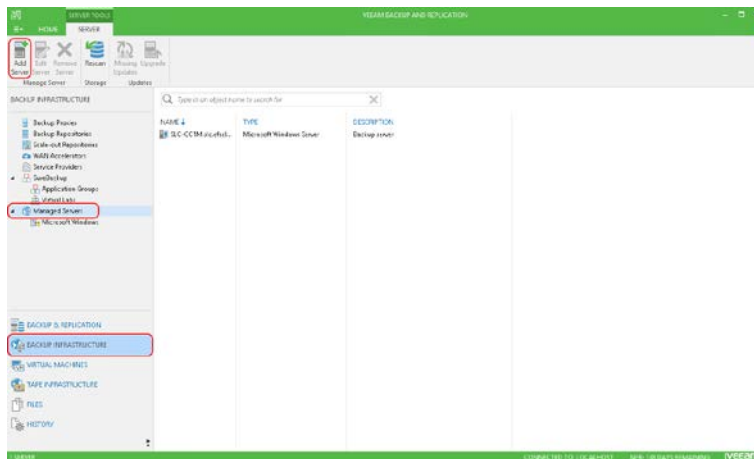 SERVER TOOLS
VEEAM BACKUP AND REPLICATION
HOME SERVER
Add Server
Edit Server
Remove Server
Rescan
Missing Updates
Upgrade
Manage Server Storage Updates
BACKUP INFRASTRUCTURE
Type in an object name to search for
NAME TYPE DESCRIPTION
Microsoft Windows Server Backup server
Backup Proxies
Backup Repositories
Scale-out Repositories
WAN Accelerators
Service Providers
SureBackup
Application Groups
Virtual Labs
Managed Servers
Microsoft Windows
BACKUP & REPLICATION
BACKUP INFRASTRUCTURE
VIRTUAL MACHINES
TAPE INFRASTRUCTURE
FILES
HISTORY
1 SERVER
CONNECTED TO: LOCALHOST
DAYS REMAINING
VEEAM